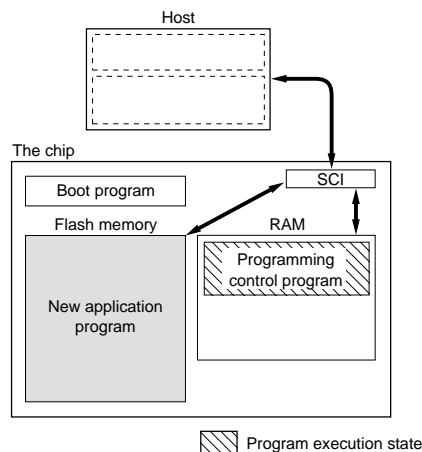 Host
The chip
SCI
Boot program
Flash memory
RAM
Programming
control program
New application
program
Program execution state